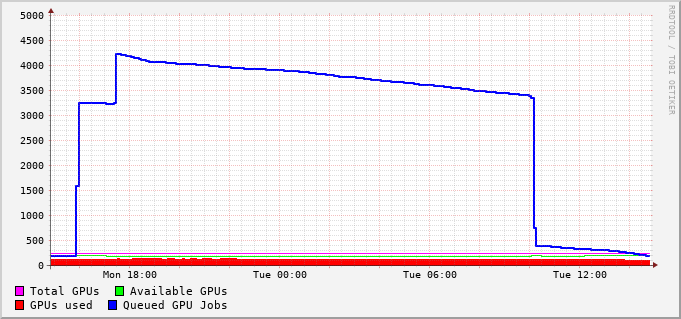 RRDTOOL / TOBI OETIKER
5000
4500
4000
3500
3000
2500
2000
1500
1000
500
0
Mon 18:00 Tue 00:00 Tue 06:00 Tue 12:00
Total GPUs Available GPUs
GPUs used Queued GPU Jobs